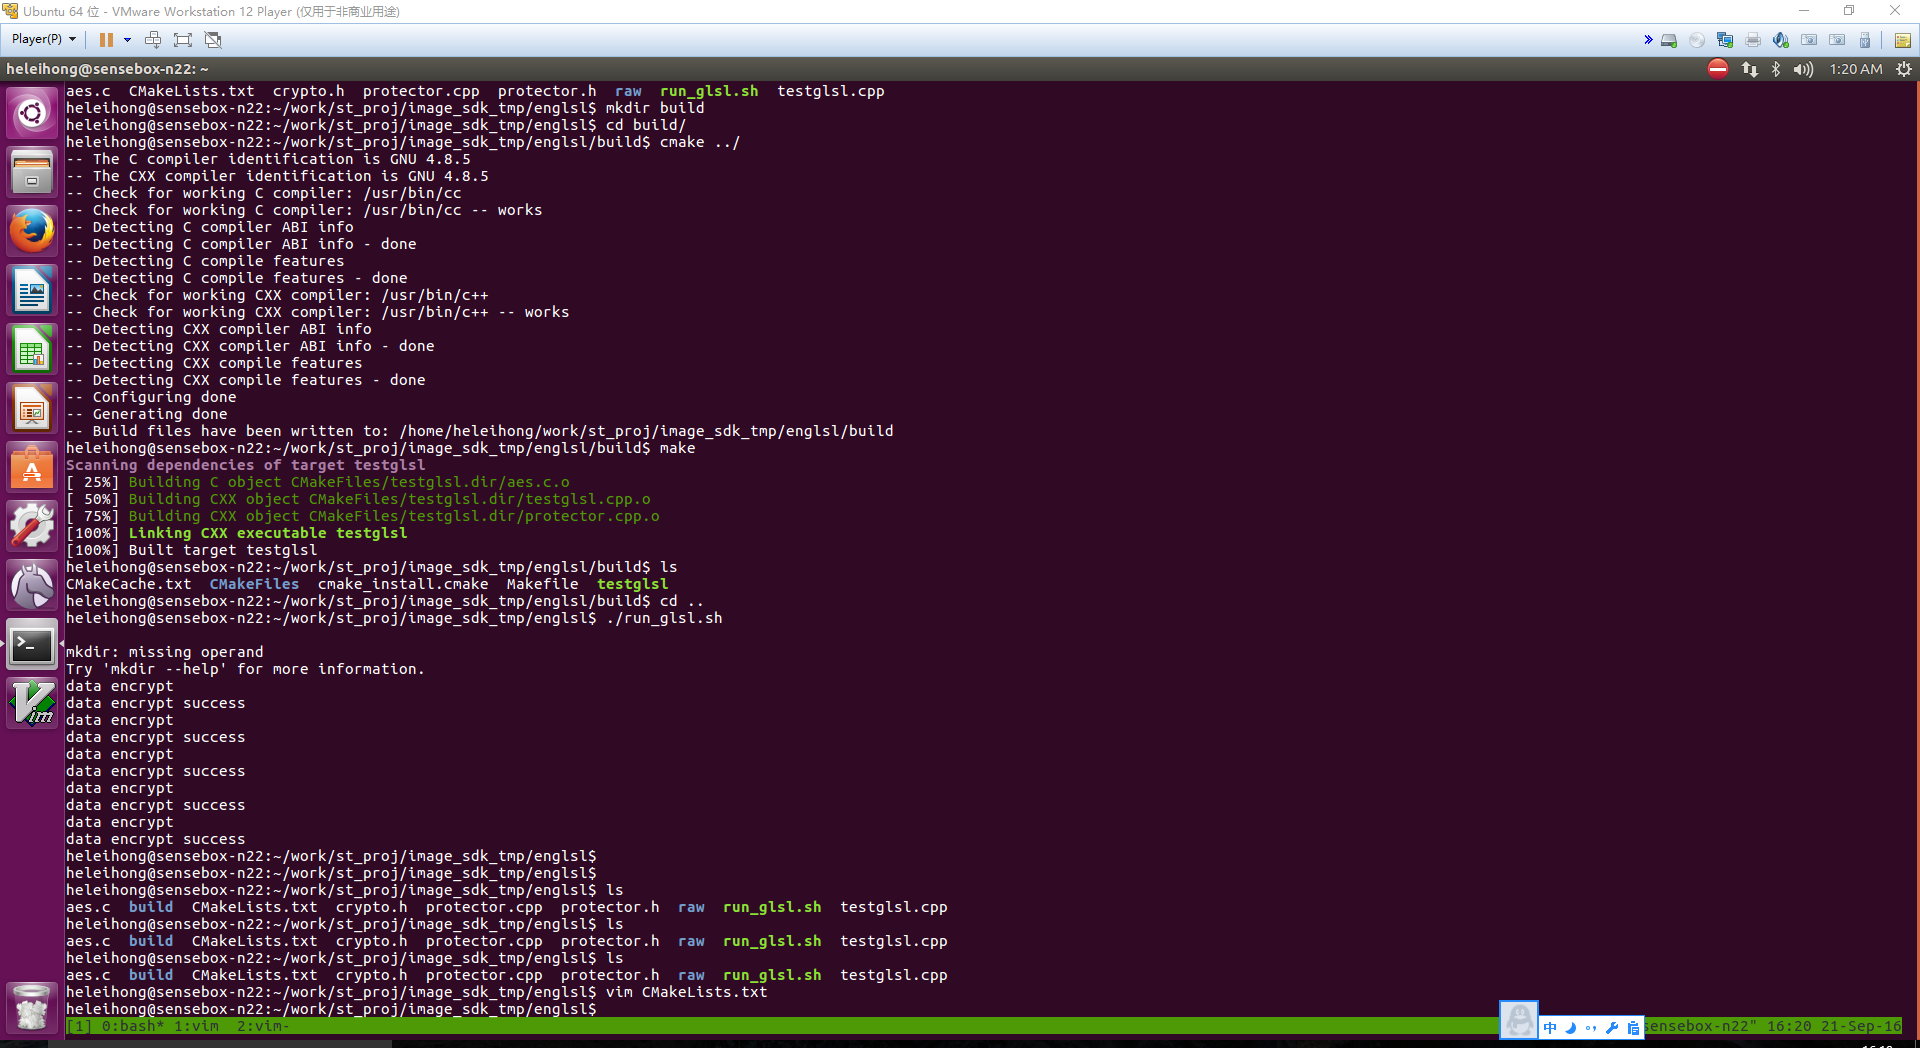 Ubuntu 64 位 - VMware Workstation 12 Player (仅用于非商业用途)
Player(P)
heleihong@sensebox-n22: ~
1:20 AM
aes.c  CMakeLists.txt  crypto.h  protector.cpp  protector.h  raw  run_glsl.sh  testglsl.cpp
heleihong@sensebox-n22:~/work/st_proj/image_sdk_tmp/englsl$ mkdir build
heleihong@sensebox-n22:~/work/st_proj/image_sdk_tmp/englsl$ cd build/
heleihong@sensebox-n22:~/work/st_proj/image_sdk_tmp/englsl/build$ cmake ../
-- The C compiler identification is GNU 4.8.5
-- The CXX compiler identification is GNU 4.8.5
-- Check for working C compiler: /usr/bin/cc
-- Check for working C compiler: /usr/bin/cc -- works
-- Detecting C compiler ABI info
-- Detecting C compiler ABI info - done
-- Detecting C compile features
-- Detecting C compile features - done
-- Check for working CXX compiler: /usr/bin/c++
-- Check for working CXX compiler: /usr/bin/c++ -- works
-- Detecting CXX compiler ABI info
-- Detecting CXX compiler ABI info - done
-- Detecting CXX compile features
-- Detecting CXX compile features - done
-- Configuring done
-- Generating done
-- Build files have been written to: /home/heleihong/work/st_proj/image_sdk_tmp/englsl/build
heleihong@sensebox-n22:~/work/st_proj/image_sdk_tmp/englsl/build$ make
Scanning dependencies of target testglsl
[ 25%] Building C object CMakeFiles/testglsl.dir/aes.c.o
[ 50%] Building CXX object CMakeFiles/testglsl.dir/testglsl.cpp.o
[ 75%] Building CXX object CMakeFiles/testglsl.dir/protector.cpp.o
[100%] Linking CXX executable testglsl
[100%] Built target testglsl
heleihong@sensebox-n22:~/work/st_proj/image_sdk_tmp/englsl/build$ ls
CMakeCache.txt  CMakeFiles  cmake_install.cmake  Makefile  testglsl
heleihong@sensebox-n22:~/work/st_proj/image_sdk_tmp/englsl/build$ cd ..
heleihong@sensebox-n22:~/work/st_proj/image_sdk_tmp/englsl$ ./run_glsl.sh
mkdir: missing operand
Try 'mkdir --help' for more information.
data encrypt
data encrypt success
data encrypt
data encrypt success
data encrypt
data encrypt success
data encrypt
data encrypt success
data encrypt
data encrypt success
heleihong@sensebox-n22:~/work/st_proj/image_sdk_tmp/englsl$
heleihong@sensebox-n22:~/work/st_proj/image_sdk_tmp/englsl$
heleihong@sensebox-n22:~/work/st_proj/image_sdk_tmp/englsl$ ls
aes.c  build  CMakeLists.txt  crypto.h  protector.cpp  protector.h  raw  run_glsl.sh  testglsl.cpp
heleihong@sensebox-n22:~/work/st_proj/image_sdk_tmp/englsl$ ls
aes.c  build  CMakeLists.txt  crypto.h  protector.cpp  protector.h  raw  run_glsl.sh  testglsl.cpp
heleihong@sensebox-n22:~/work/st_proj/image_sdk_tmp/englsl$ ls
aes.c  build  CMakeLists.txt  crypto.h  protector.cpp  protector.h  raw  run_glsl.sh  testglsl.cpp
heleihong@sensebox-n22:~/work/st_proj/image_sdk_tmp/englsl$ vim CMakeLists.txt
heleihong@sensebox-n22:~/work/st_proj/image_sdk_tmp/englsl$
[1] 0:bash* 1:vim  2:vim-
中
sensebox-n22" 16:20 21-Sep-16